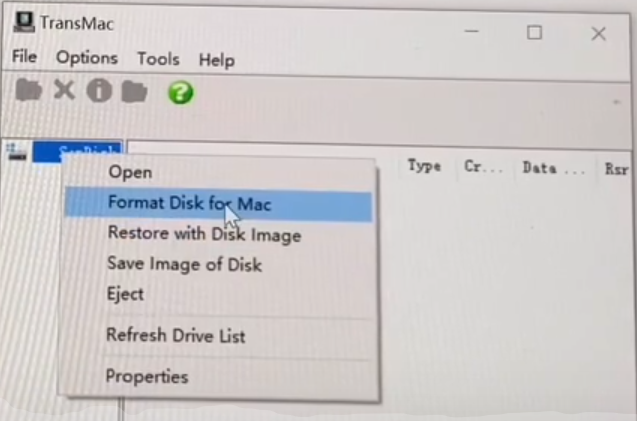 TransMac
File Options Tools Help
Type Cr... Data ... Rsr
Open
Format Disk for Mac
Restore with Disk Image
Save Image of Disk
Eject
Refresh Drive List
Properties